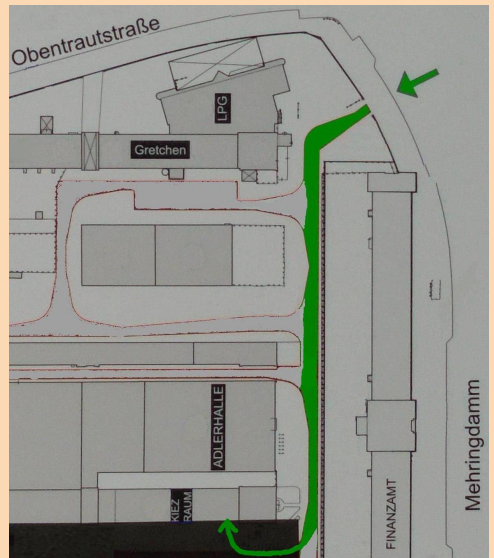 Obentrautstraße
LPG
Gretchen
ADLERHALLE
KIEZ
RAUM
FINANZAMT
Mehringdamm